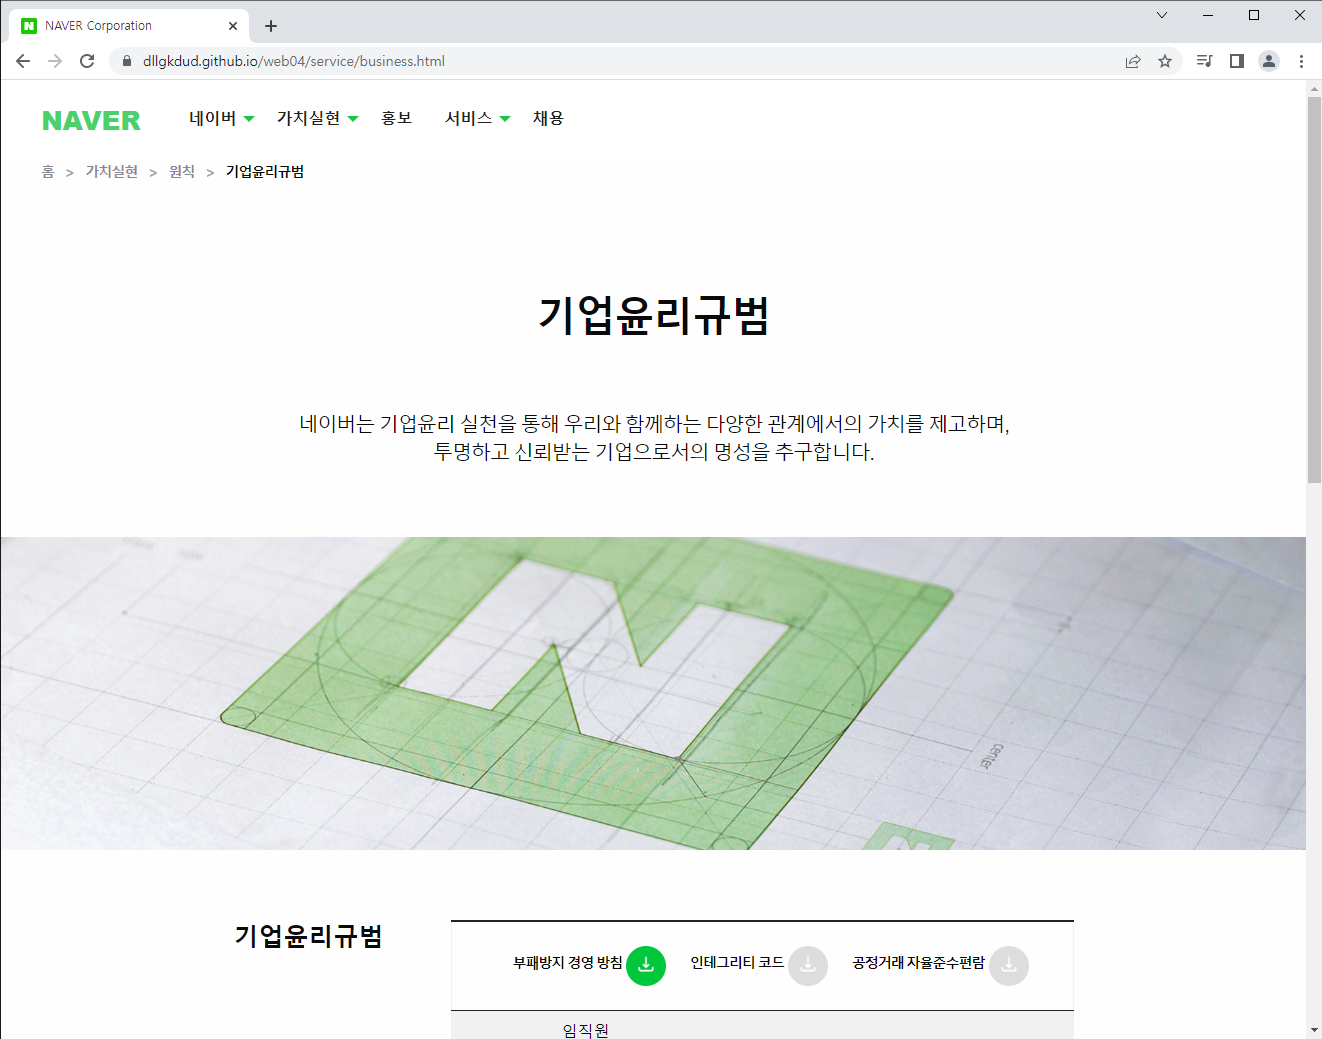 NAVER Corporation
dllgkdud.github.io/web04/service/business.html
NAVER 네이버 가치실현 홍보 서비스 채용
홈 > 가치실현 > 원칙 > 기업윤리규범
기업윤리규범
네이버는 기업윤리 실천을 통해 우리와 함께하는 다양한 관계에서의 가치를 제고하며,
투명하고 신뢰받는 기업으로서의 명성을 추구합니다.
center
기업윤리규범
부패방지 경영 방침 인테그리티 코드 공정거래 자율준수편람
임직원